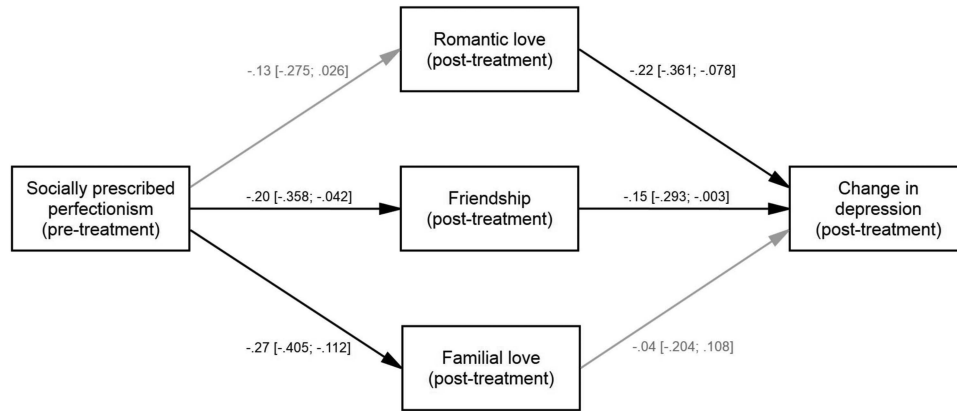 Romantic love
(post-treatment)
-.13 [-.275; .026]
-.22 [-.361; -.078]
Socially prescribed
perfectionism
(pre-treatment)
-.20 [-.358; -.042]
Friendship
(post-treatment)
-.15 [-.293; -.003]
Change in
depression
(post-treatment)
-.27 [-.405; -.112]
Familial love
(post-treatment)
-.04 [-.204; .108]